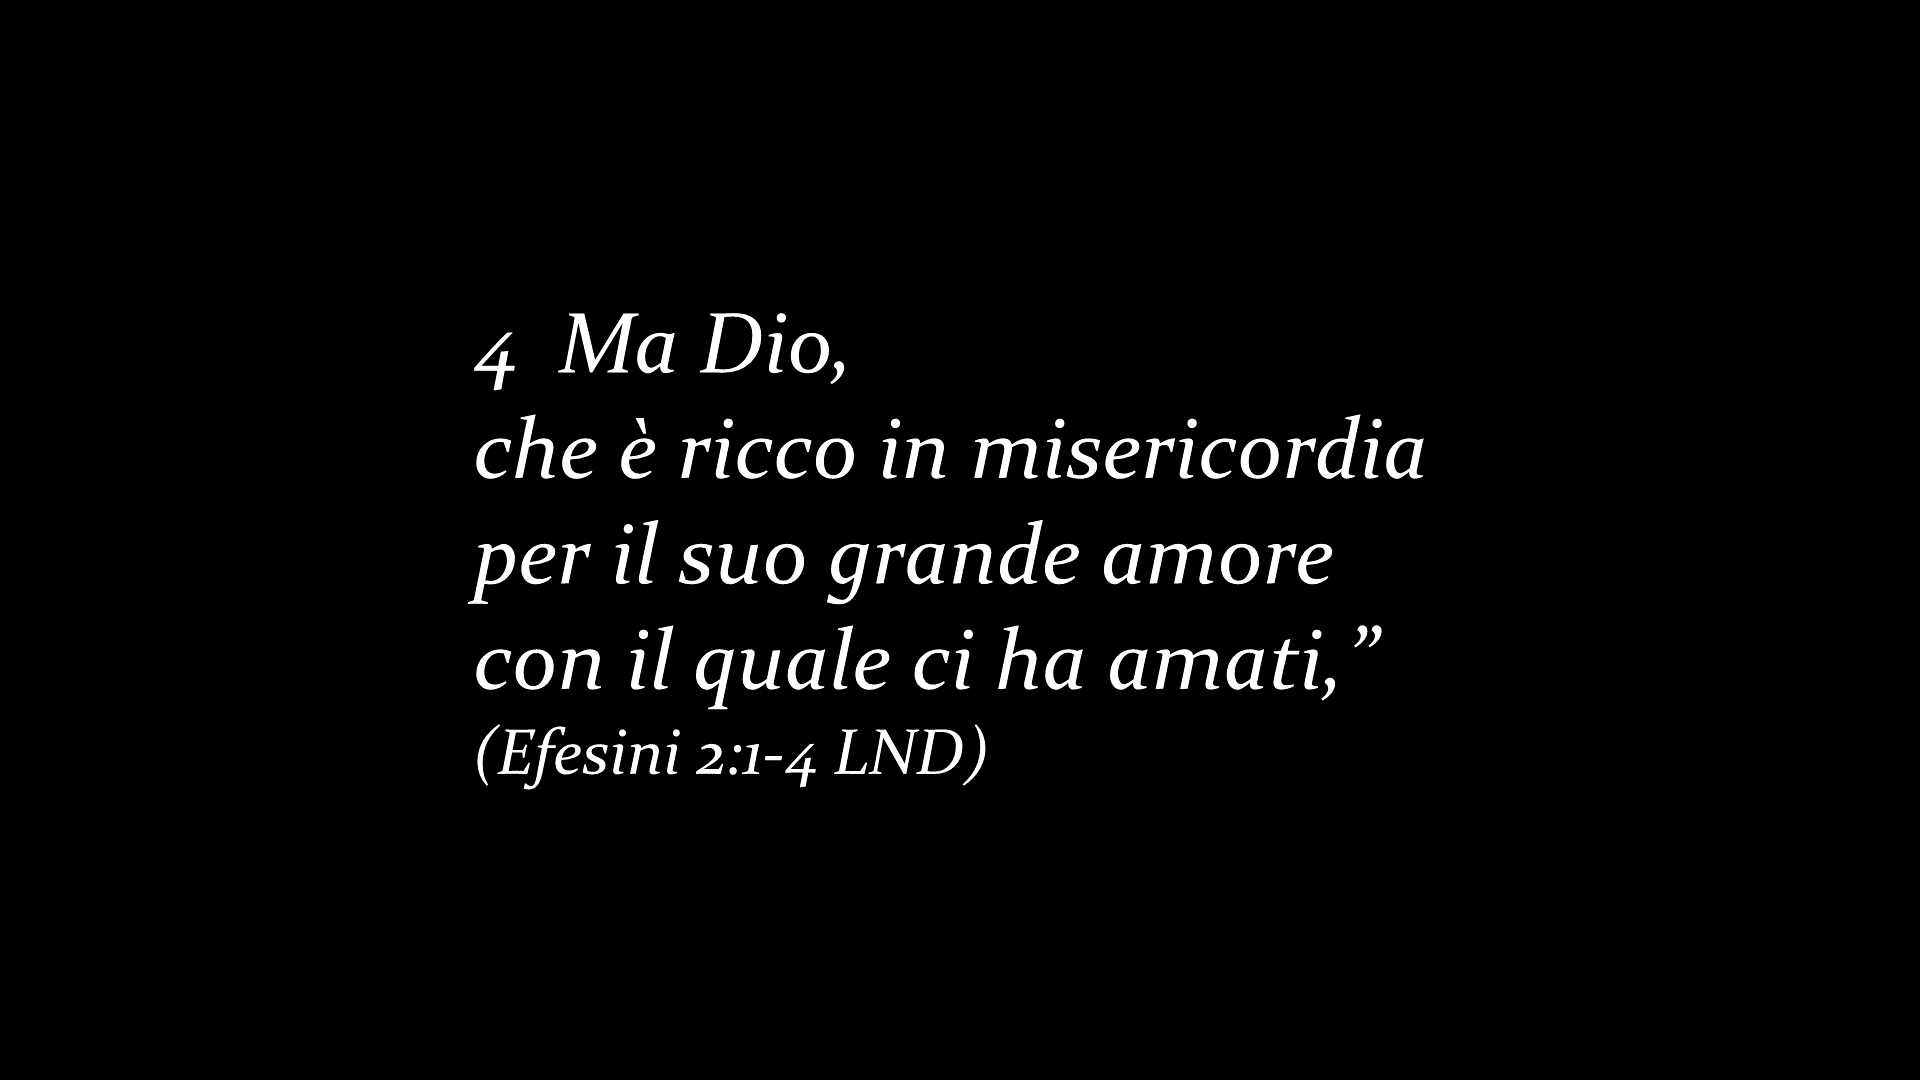 4  Ma Dio,
che è ricco in misericordia
per il suo grande amore
con il quale ci ha amati,”
(Efesini 2:1-4 LND)